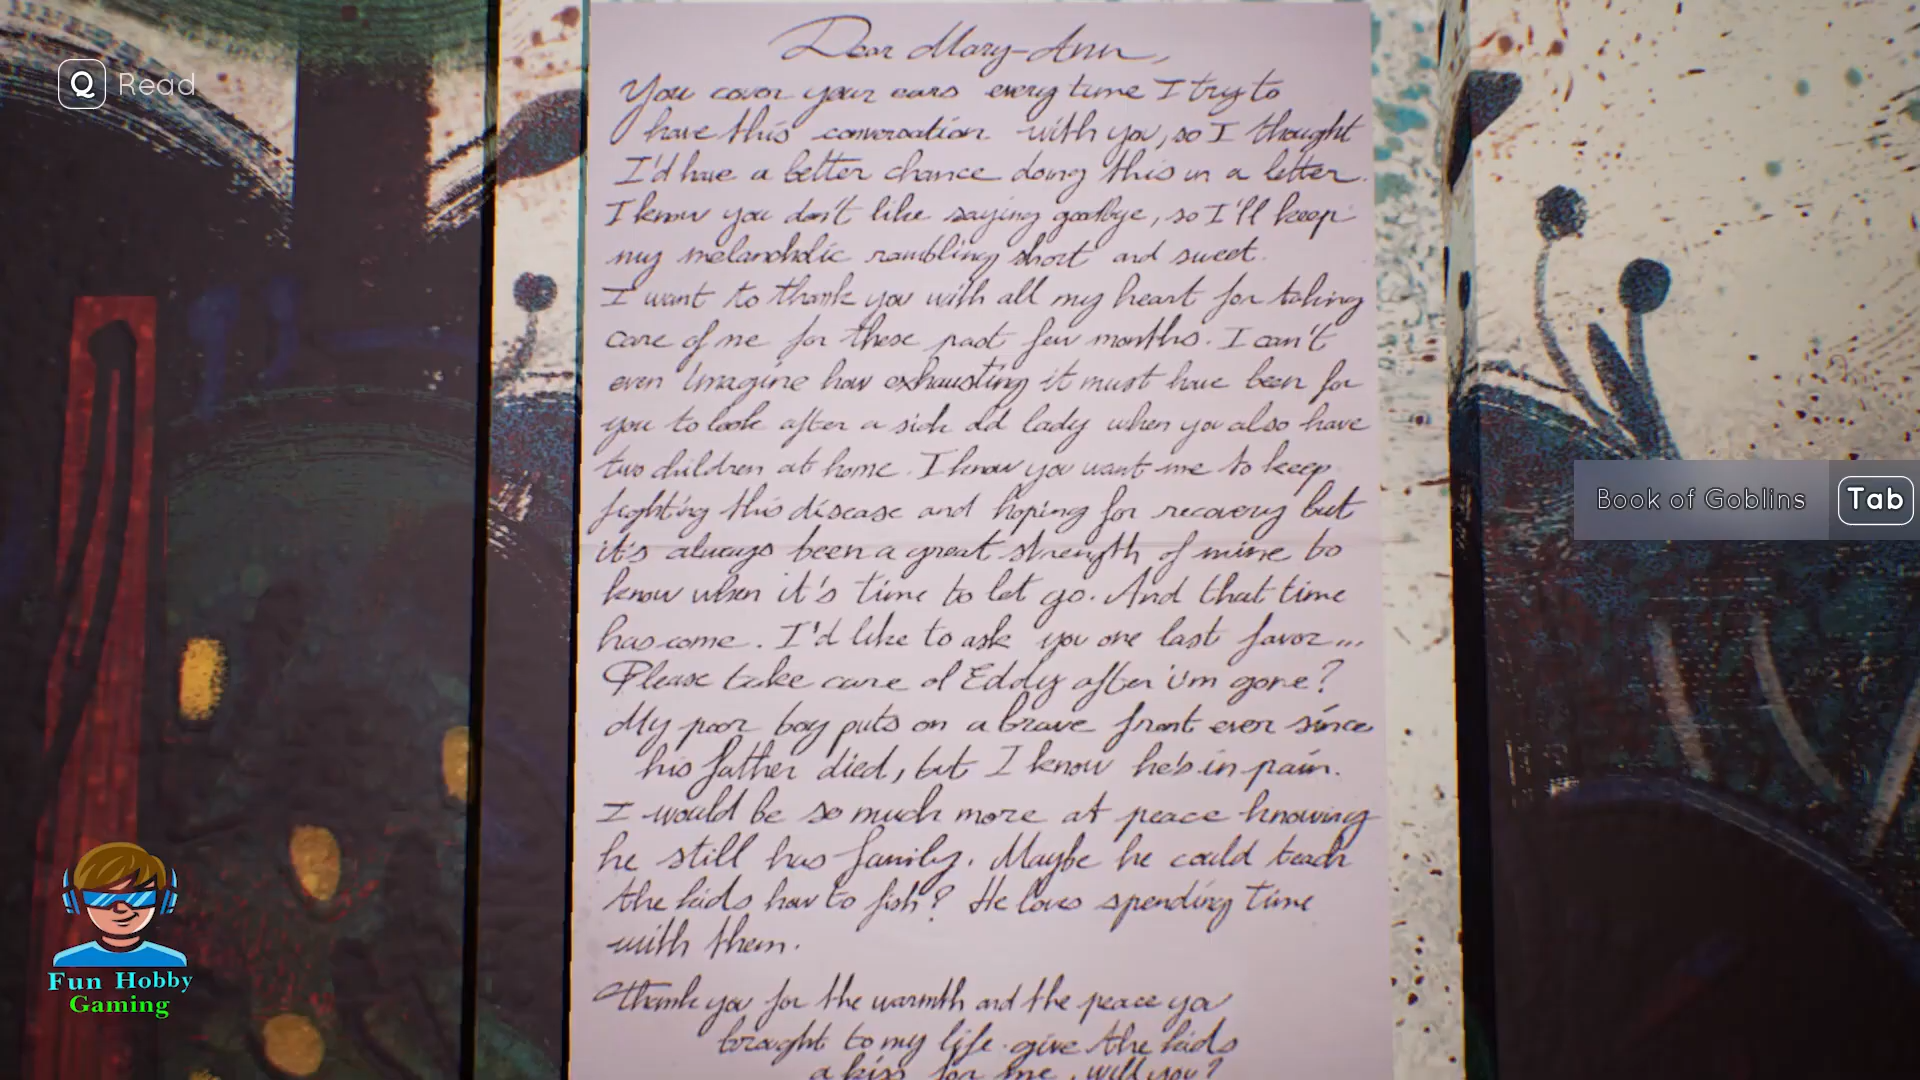 Q Read
Dear Mary-Ann,
You cover your ears every time I try to
have this conversation with you, so I thought
I'd have a better chance doing this in a letter.
I know you don't like saying goodbye, so I'll keep
my melancholic rambling short and sweet.
I want to thank you with all my heart for taking
care of me for these past few months. I can't
even imagine how exhausting it must have been for
you to look after a sick old lady when you also have
two children at home. I know you want me to keep
fighting this disease and hoping for recovery but
it's always been a great strength of mine to
know when it's time to let go. And that time
has come. I'd like to ask you one last favor...
Please take care of Eddy after i'm gone?
My poor boy puts on a brave front ever since
his father died, but I know he's in pain.
I would be so much more at peace knowing
he still has family. Maybe he could teach
the kids how to fish? He loves spending time
with them.
Thank you for the warmth and the peace you
brought to my life. give the kids
a kiss for me, will you?
Book of Goblins Tab
Fun Hobby
Gaming